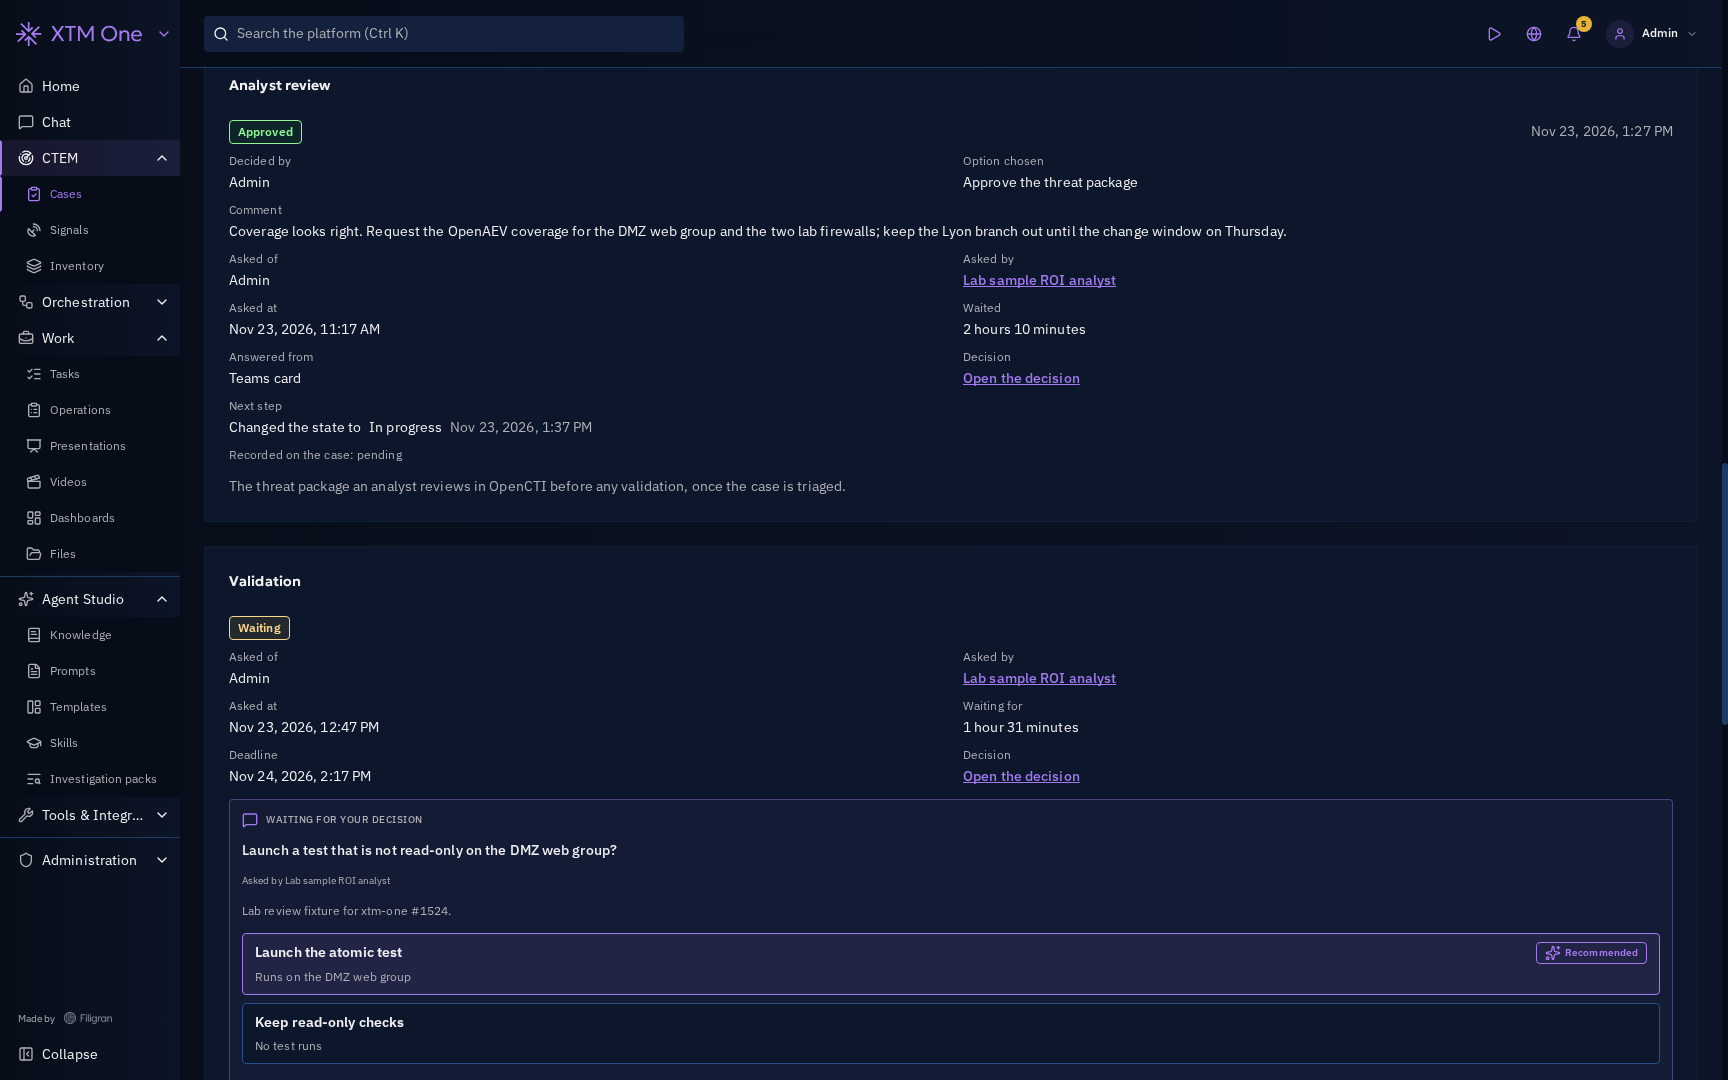 XTM One
Search the platform (Ctrl K)
5
Admin
Home
Chat
CTEM
Cases
Signals
Inventory
Orchestration
Work
Tasks
Operations
Presentations
Videos
Dashboards
Files
Agent Studio
Knowledge
Prompts
Templates
Skills
Investigation packs
Tools & Integr...
Administration
Made by Filigran
Collapse
Analyst review
Approved
Nov 23, 2026, 1:27 PM
Decided by
Admin
Option chosen
Approve the threat package
Comment
Coverage looks right. Request the OpenAEV coverage for the DMZ web group and the two lab firewalls; keep the Lyon branch out until the change window on Thursday.
Asked of
Admin
Asked by
Lab sample ROI analyst
Asked at
Nov 23, 2026, 11:17 AM
Waited
2 hours 10 minutes
Answered from
Teams card
Decision
Open the decision
Next step
Changed the state to In progress Nov 23, 2026, 1:37 PM
Recorded on the case: pending
The threat package an analyst reviews in OpenCTI before any validation, once the case is triaged.
Validation
Waiting
Asked of
Admin
Asked by
Lab sample ROI analyst
Asked at
Nov 23, 2026, 12:47 PM
Waiting for
1 hour 31 minutes
Deadline
Nov 24, 2026, 2:17 PM
Decision
Open the decision
WAITING FOR YOUR DECISION
Launch a test that is not read-only on the DMZ web group?
Asked by Lab sample ROI analyst
Lab review fixture for xtm-one #1524.
Launch the atomic test
Recommended
Runs on the DMZ web group
Keep read-only checks
No test runs